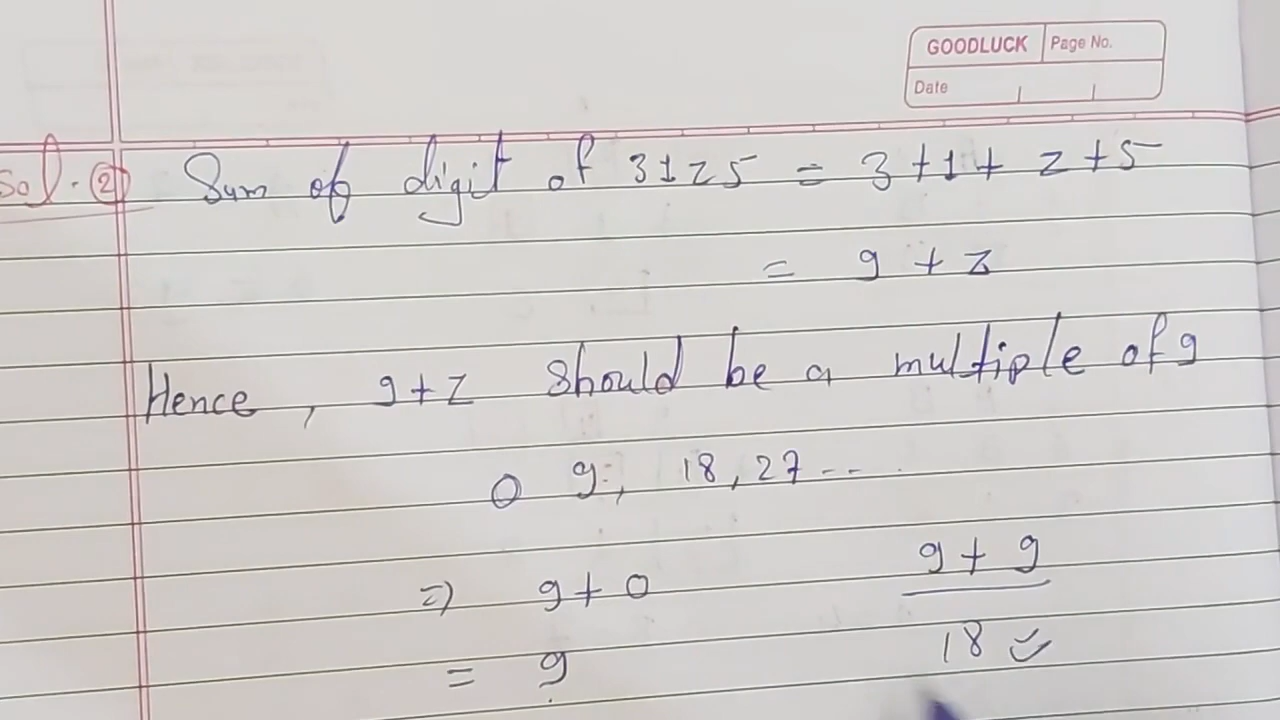 GOODLUCK Page No.
Date
Sol. (2) Sum of digit of 31z5 = 3+1+z+5
= 9 + z
Hence, 9+z should be a multiple of 9
0 9, 18, 27 -- .
=) 9+0 9+9
= 9 18